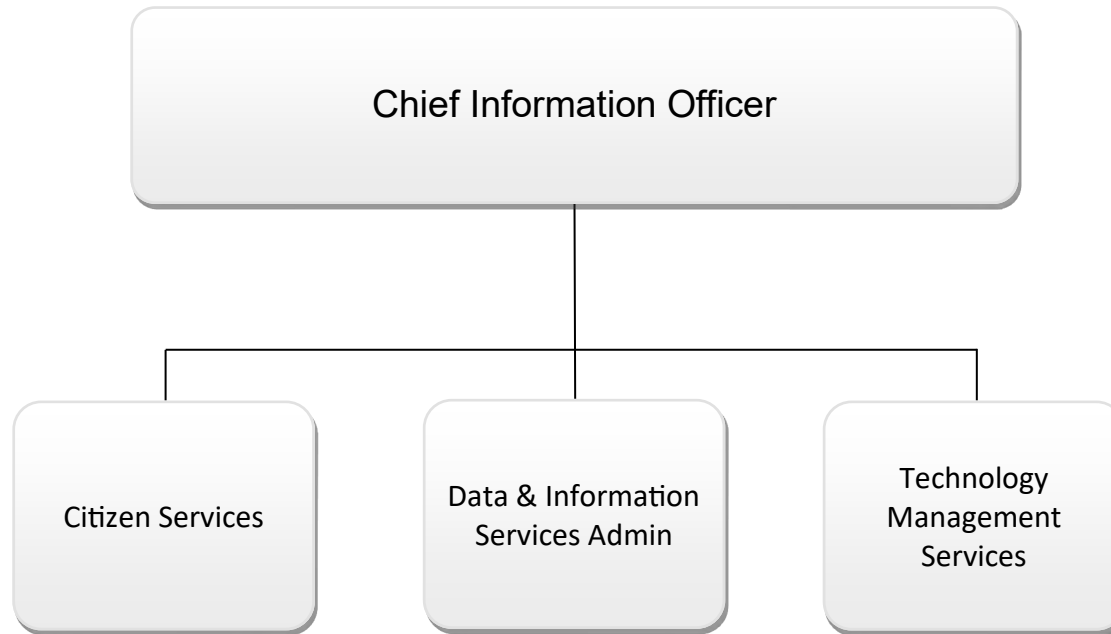 Chief Information Officer
Citizen Services
Data & Information
Services Admin
Technology
Management
Services